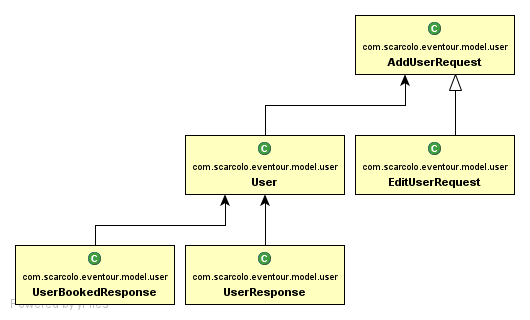 C
com.scarcolo.eventour.model.user
AddUserRequest
C
com.scarcolo.eventour.model.user
User
C
com.scarcolo.eventour.model.user
EditUserRequest
C
com.scarcolo.eventour.model.user
UserBookedResponse
C
com.scarcolo.eventour.model.user
UserResponse
Powered by yFiles